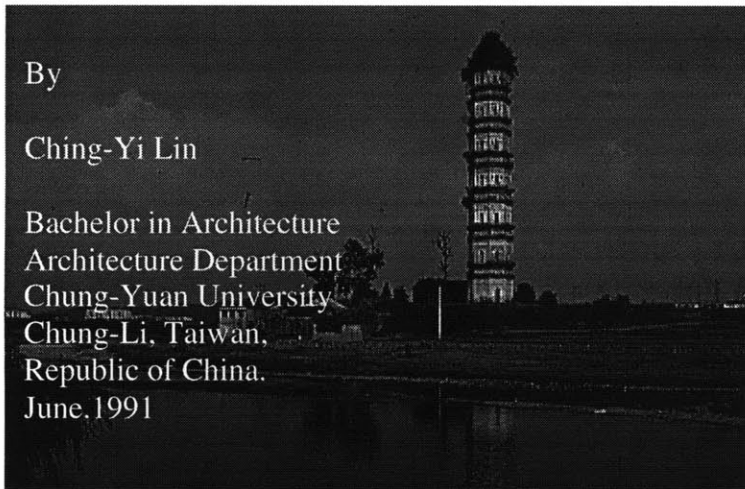 By
Ching-Yi Lin
Bachelor in Architecture
Architecture Department
Chung-Yuan University
Chung-Li, Taiwan,
Republic of China.
June.1991